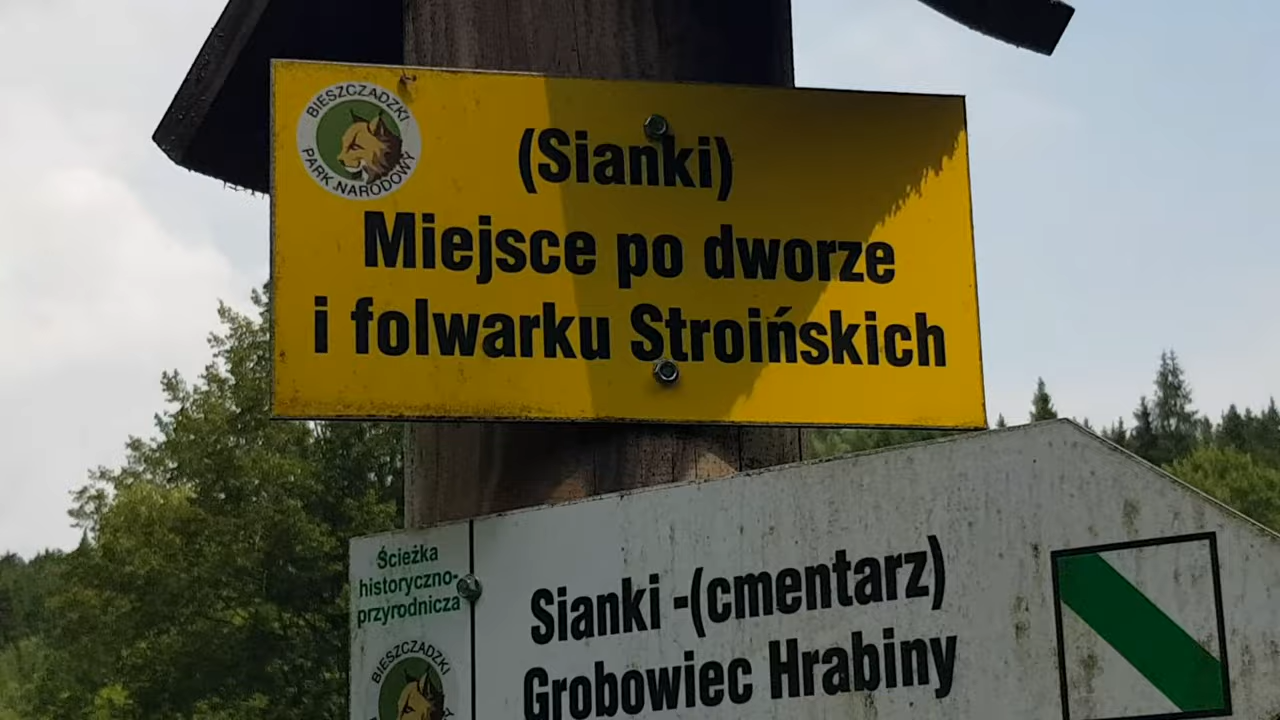 BIESZCZADZKI
PARK NARODOWY
(Sianki)
Miejsce po dworze
i folwarku Stroińskich
Ścieżka
historyczno-
przyrodnicza
BIESZCZADZKI
Sianki -(cmentarz)
Grobowiec Hrabiny